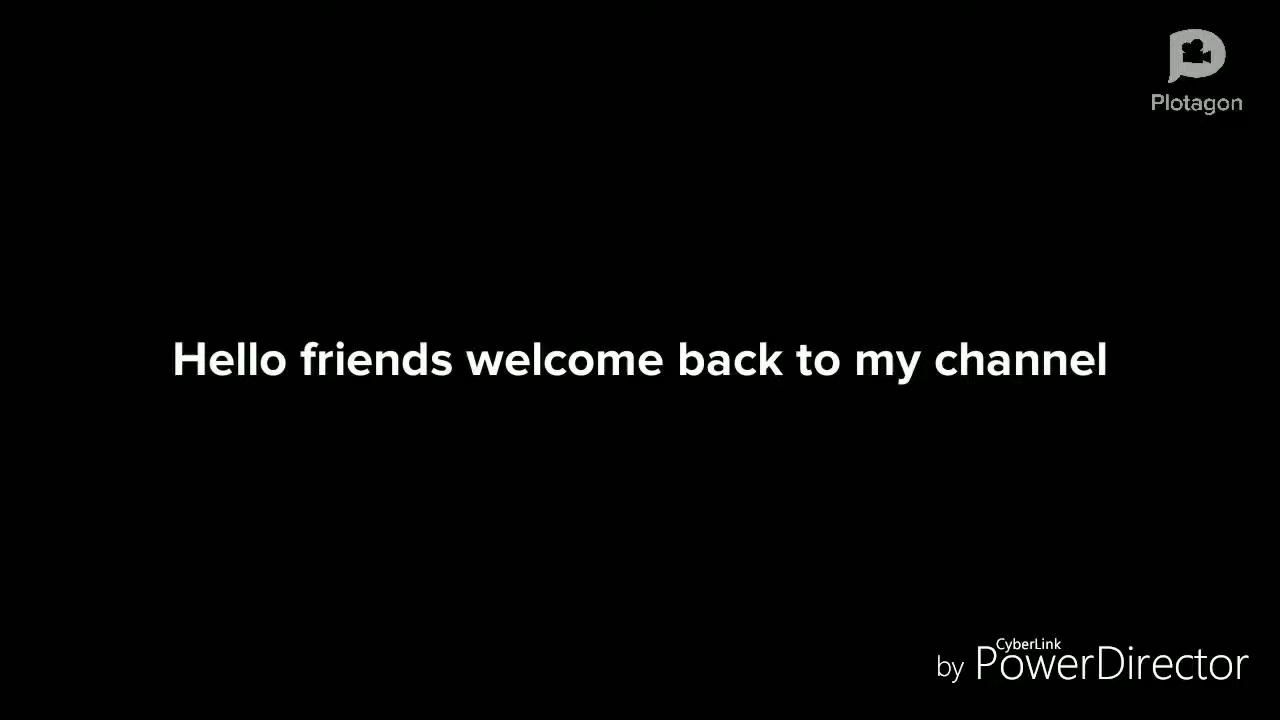 Plotagon
Hello friends welcome back to my channel
CyberLink
by PowerDirector